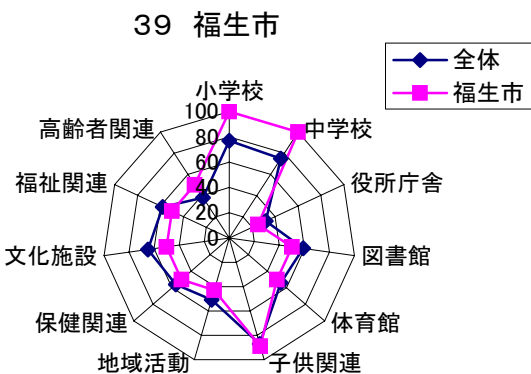 39 福生市
全体
福生市
小学校
中学校
役所庁舎
図書館
体育館
子供関連
地域活動
保健関連
文化施設
福祉関連
高齢者関連
100
80
60
40
20
0